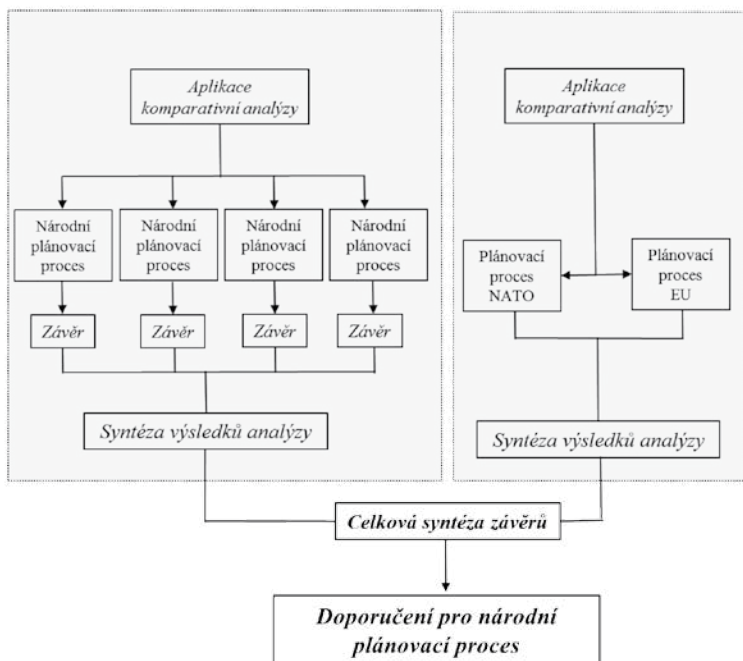 Aplikace
komparativní analýzy
Národní
plánovací
proces
Národní
plánovací
proces
Národní
plánovací
proces
Národní
plánovací
proces
Závěr
Závěr
Závěr
Závěr
Syntéza výsledků analýzy
Aplikace
komparativní analýzy
Plánovací
proces
NATO
Plánovací
proces
EU
Syntéza výsledků analýzy
Celková syntéza závěrů
Doporučení pro národní
plánovací proces